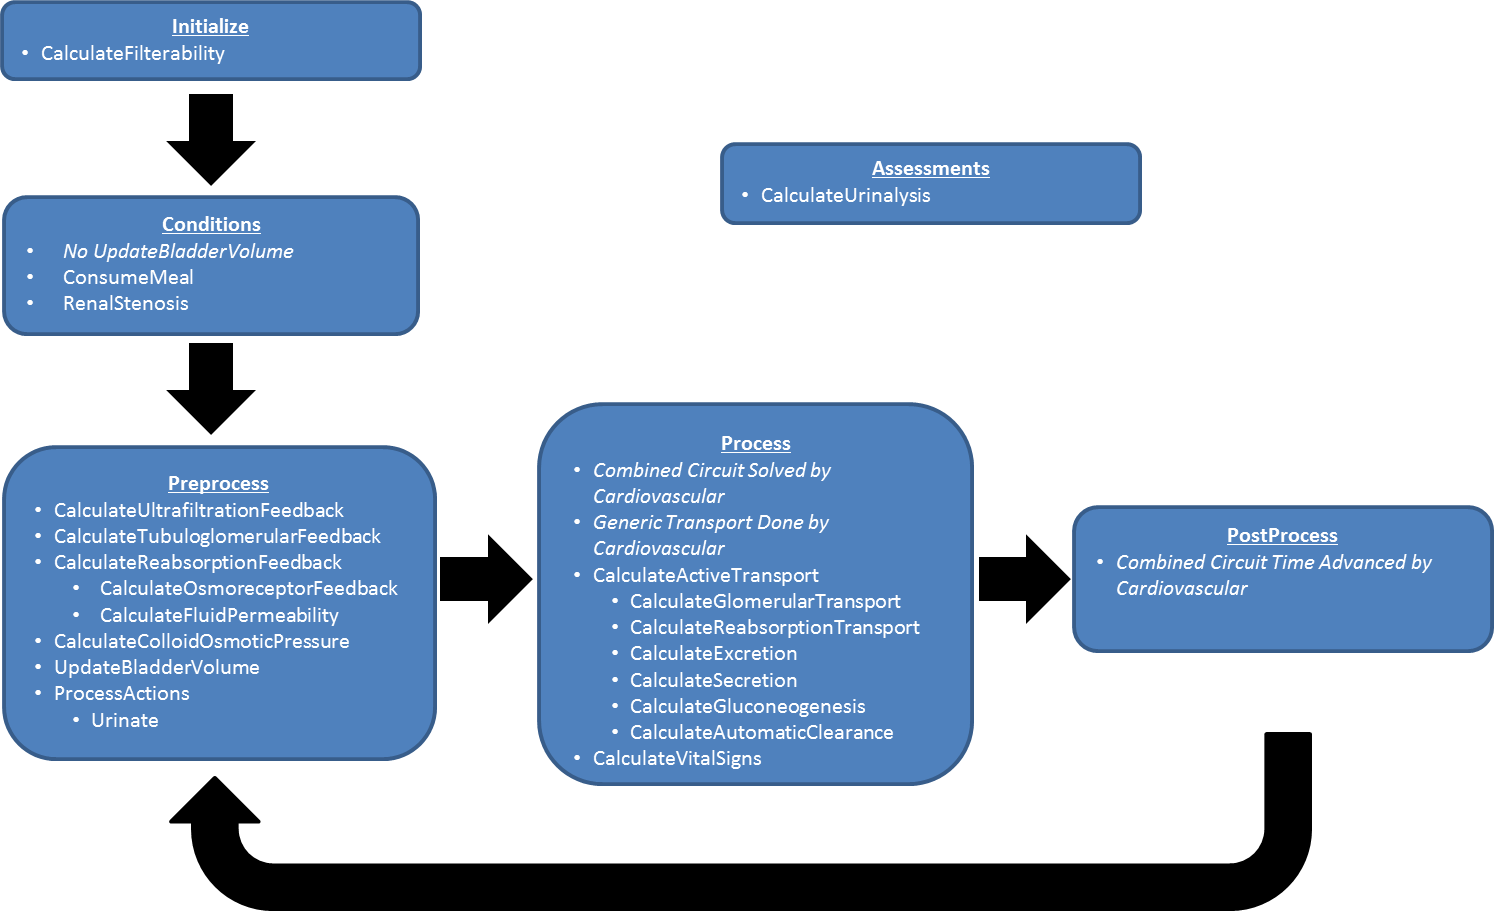 Initialize
• CalculateFilterability
Assessments
• CalculateUrinalysis
Conditions
• No UpdateBladderVolume
• ConsumeMeal
• RenalStenosis
Preprocess
• CalculateUltrafiltrationFeedback
• CalculateTubuloglomerularFeedback
• CalculateReabsorptionFeedback
• CalculateOsmoreceptorFeedback
• CalculateFluidPermeability
• CalculateColloidOsmoticPressure
• UpdateBladderVolume
• ProcessActions
• Urinate
Process
• Combined Circuit Solved by
Cardiovascular
• Generic Transport Done by
Cardiovascular
• CalculateActiveTransport
• CalculateGlomerularTransport
• CalculateReabsorptionTransport
• CalculateExcretion
• CalculateSecretion
• CalculateGluconeogenesis
• CalculateAutomaticClearance
• CalculateVitalSigns
PostProcess
• Combined Circuit Time Advanced by
Cardiovascular